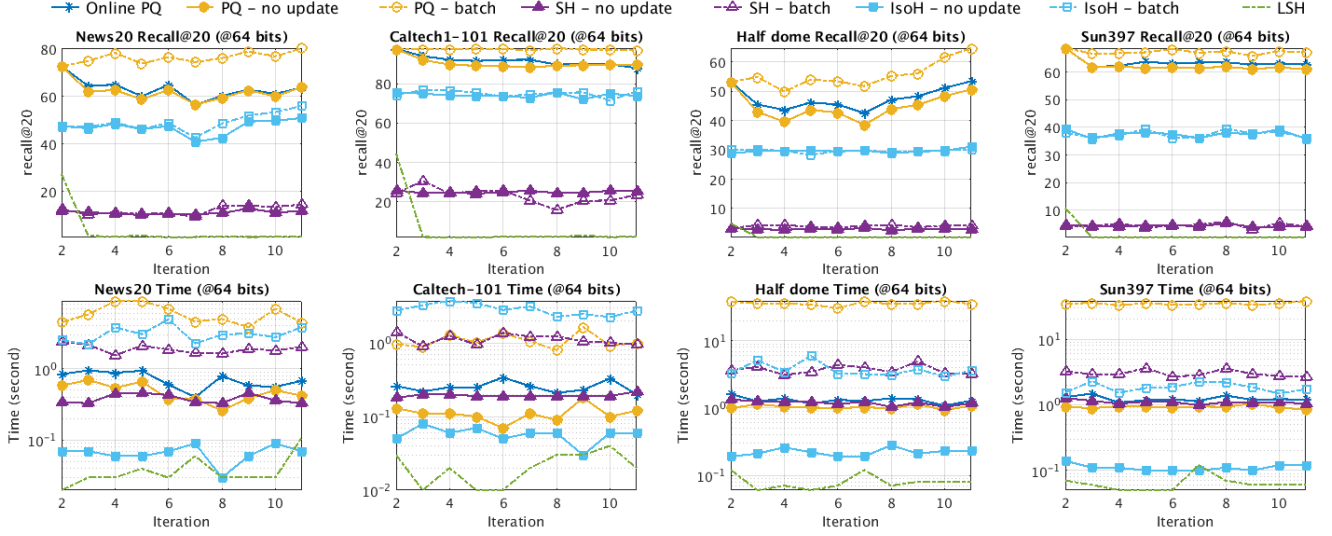 Online PQ PQ - no update PQ - batch SH - no update SH - batch IsoH - no update IsoH - batch LSH
News20 Recall@20 (@64 bits)
80
60
40
20
recall@20
2 4 6 8 10
Iteration
Caltech1-101 Recall@20 (@64 bits)
80
60
40
20
recall@20
2 4 6 8 10
Iteration
Half dome Recall@20 (@64 bits)
60
50
40
30
20
10
recall@20
2 4 6 8 10
Iteration
Sun397 Recall@20 (@64 bits)
60
50
40
30
20
10
recall@20
2 4 6 8 10
Iteration
News20 Time (@64 bits)
10^0
10^-1
Time (second)
2 4 6 8 10
Iteration
Caltech-101 Time (@64 bits)
10^0
10^-1
10^-2
Time (second)
2 4 6 8 10
Iteration
Half dome Time (@64 bits)
10^1
10^0
10^-1
Time (second)
2 4 6 8 10
Iteration
Sun397 Time (@64 bits)
10^1
10^0
10^-1
Time (second)
2 4 6 8 10
Iteration